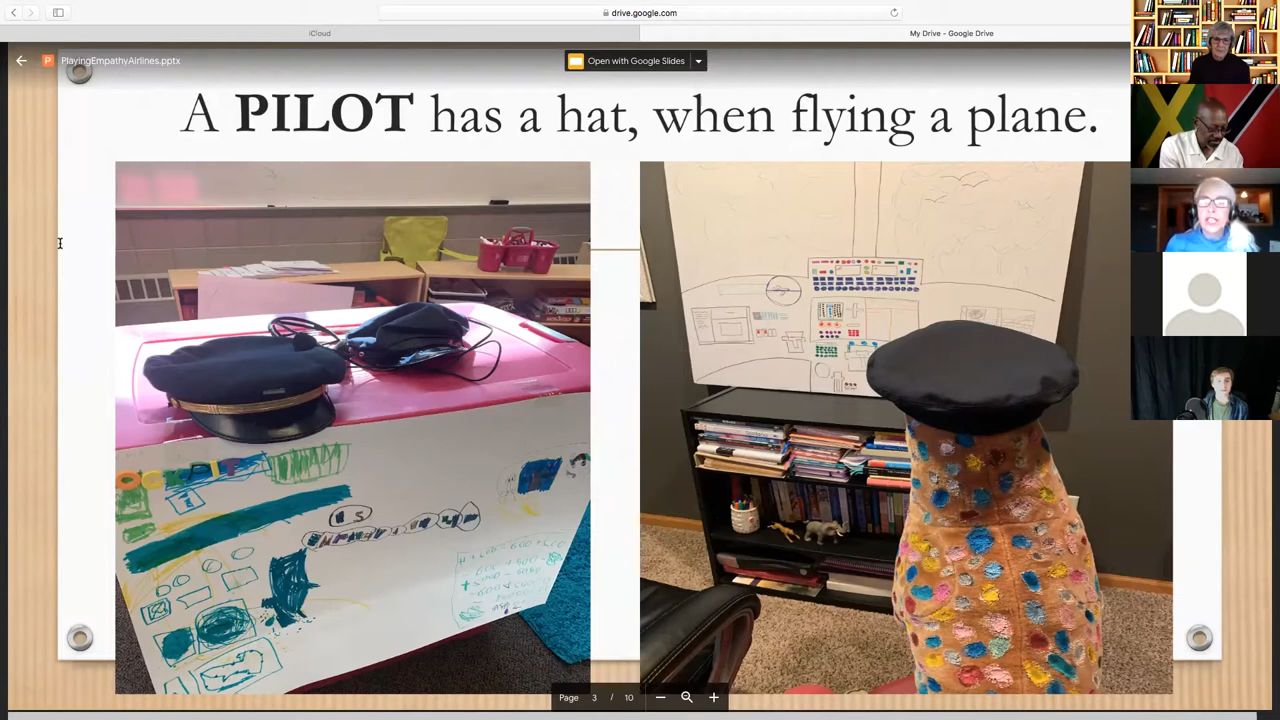 drive.google.com
iCloud
My Drive - Google Drive
PlayingEmpathyAirlines.pptx
Open with Google Slides
A PILOT has a hat, when flying a plane.
OCKPIT
Page 3 / 10